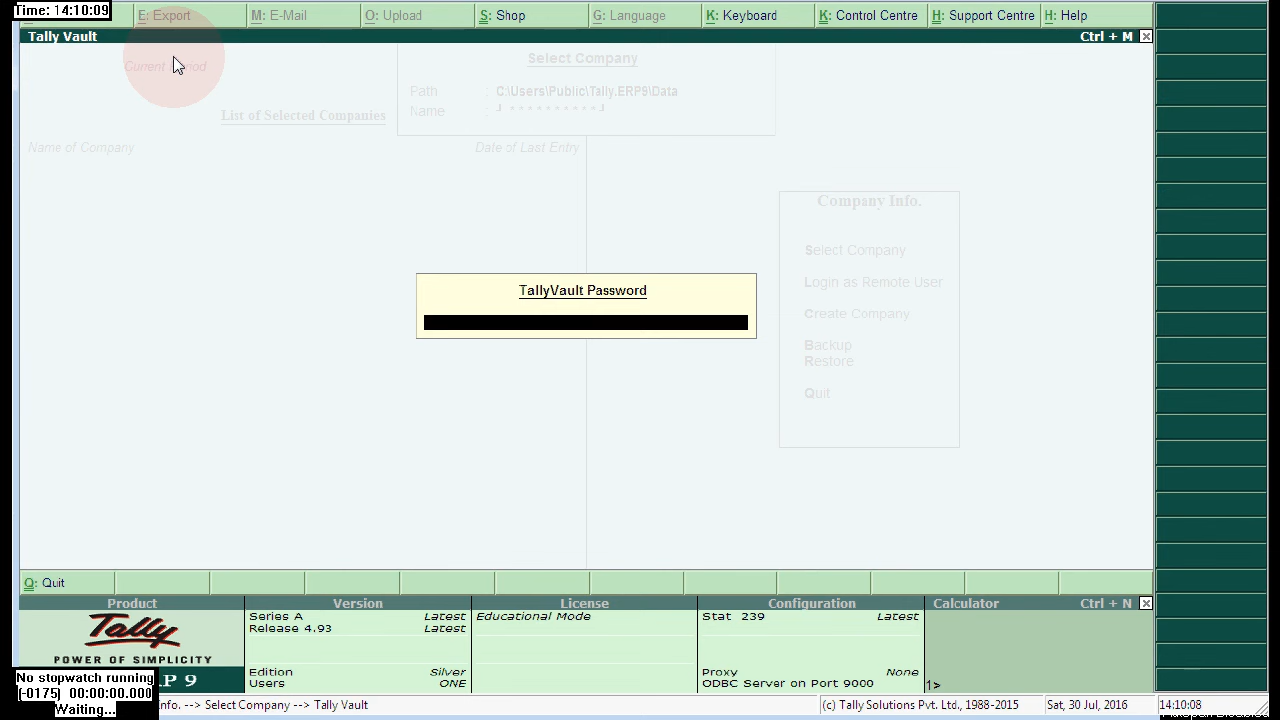 Time: 14:10:09
E: Export
M: E-Mail
O: Upload
S: Shop
G: Language
K: Keyboard
K: Control Centre
H: Support Centre
H: Help
Tally Vault
Ctrl + M
Current Period
Select Company
Path : C:\Users\Public\Tally.ERP9\Data
Name :
List of Selected Companies
Name of Company
Date of Last Entry
Company Info.
Select Company
Login as Remote User
Create Company
Backup
Restore
Quit
TallyVault Password
Q: Quit
Product
Version
License
Configuration
Calculator
Ctrl + N
Tally
POWER OF SIMPLICITY
Series A Latest
Release 4.93 Latest
Edition Silver
Users ONE
Educational Mode
Stat 239 Latest
Proxy None
ODBC Server on Port 9000
1>
No stopwatch running
[-0175] 00:00:00.000
Waiting...
P 9
nfo. --> Select Company --> Tally Vault
(c) Tally Solutions Pvt. Ltd., 1988-2015
Sat, 30 Jul, 2016
14:10:08